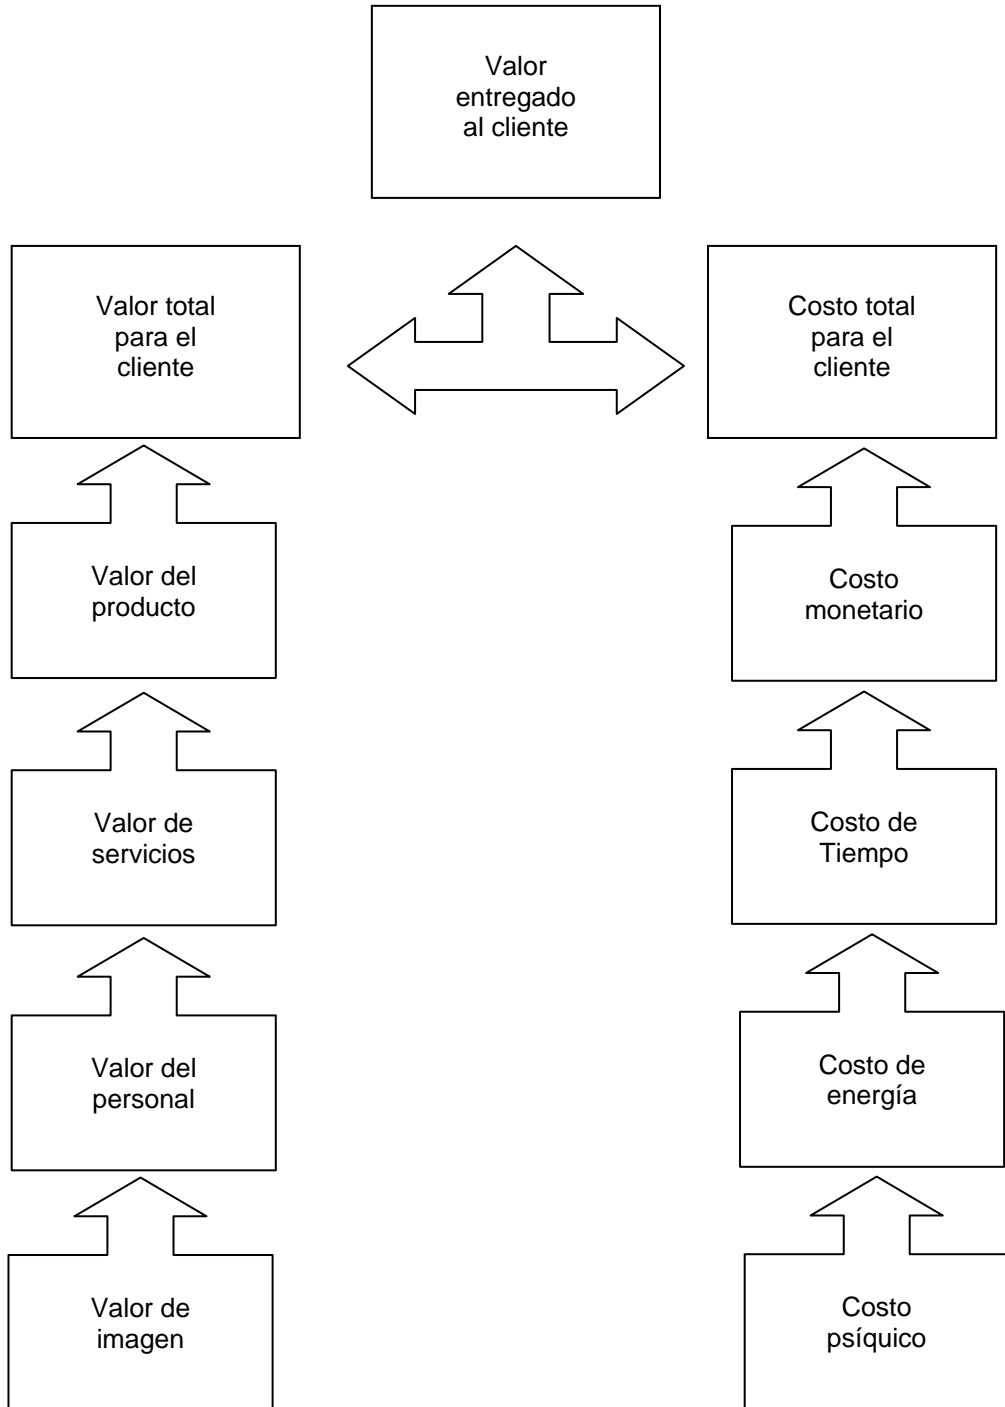 Valor
entregado
al cliente
Valor total
para el
cliente
Costo total
para el
cliente
Valor del
producto
Costo
monetario
Valor de
servicios
Costo de
Tiempo
Valor del
personal
Costo de
energía
Valor de
imagen
Costo
psíquico